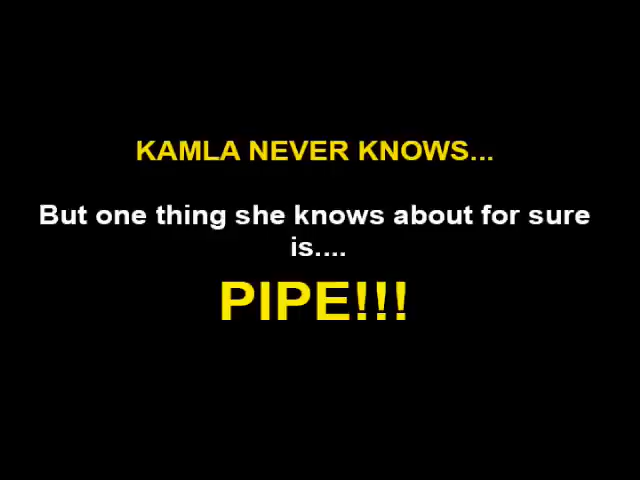 KAMLA NEVER KNOWS...
But one thing she knows about for sure
is....
PIPE!!!